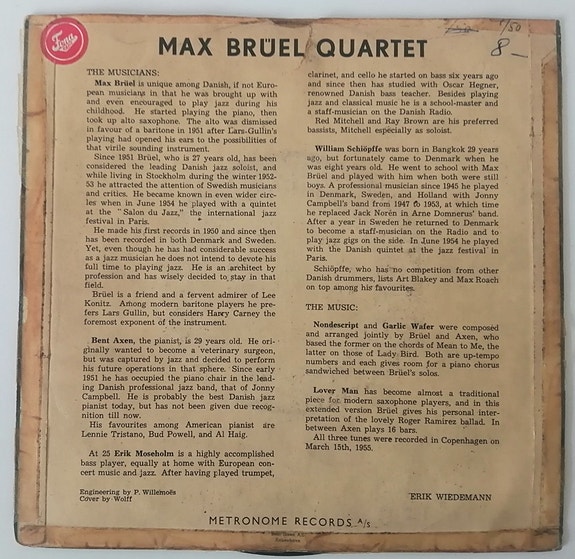 Fona
1/50
8-
MAX BRÜEL QUARTET
THE MUSICIANS:
Max Brüel is unique among Danish, if not Euro-
pean musicians in that he was brought up with
and even encouraged to play jazz during his
childhood. He started playing the piano, then
took up alto saxophone. The alto was dismissed
in favour of a baritone in 1951 after Lars Gullin's
playing had opened his ears to the possibilities of
that virile sounding instrument.
Since 1951 Brüel, who is 27 years old, has been
considered the leading Danish jazz soloist, and
while living in Stockholm during the winter 1952-
53 he attracted the attention of Swedish musicians
and critics. He became known in even wider circ-
les when in June 1954 he played with a quintet
at the "Salon du Jazz," the international jazz
festival in Paris.
He made his first records in 1950 and since then
has been recorded in both Denmark and Sweden.
Yet, even though he has had considerable success
as a jazz musician he does not intend to devote his
full time to playing jazz. He is an architect by
profession and has wisely decided to stay in that
field.
Brüel is a friend and a fervent admirer of Lee
Konitz. Among modern baritone players he pre-
fers Lars Gullin, but considers Harry Carney the
foremost exponent of the instrument.
Bent Axen, the pianist, is 29 years old. He ori-
ginally wanted to become a veterinary surgeon,
but was captured by jazz and decided to perform
his future operations in that sphere. Since early
1951 he has occupied the piano chair in the lead-
ing Danish professional jazz band, that of Jonny
Campbell. He is probably the best Danish jazz
pianist today, but has not been given due recog-
nition till now.
His favourites among American pianist are
Lennie Tristano, Bud Powell, and Al Haig.
At 25 Erik Moseholm is a highly accomplished
bass player, equally at home with European con-
cert music and jazz. After having played trumpet,
clarinet, and cello he started on bass six years ago
and since then has studied with Oscar Hegner,
renowned Danish bass teacher. Besides playing
jazz and classical music he is a school-master and
a staff-musician on the Danish Radio.
Red Mitchell and Ray Brown are his preferred
bassists, Mitchell especially as soloist.
William Schiöpffe was born in Bangkok 29 years
ago, but fortunately came to Denmark when he
was eight years old. He went to school with Max
Brüel and played with him when both were still
boys. A professional musician since 1945 he played
in Denmark, Sweden, and Holland with Jonny
Campbell's band from 1947 to 1953, at which time
he replaced Jack Norén in Arne Domnerus' band.
After a year in Sweden he returned to Denmark
to become a staff-musician on the Radio and to
play jazz gigs on the side. In June 1954 he played
with the Danish quintet at the jazz festival in
Paris.
Schiöpffe, who has no competition from other
Danish drummers, lists Art Blakey and Max Roach
on top among his favourites.
THE MUSIC:
Nondescript and Garlic Wafer were composed
and arranged jointly by Brüel and Axen, who
based the former on the chords of Mean to Me, the
latter on those of Lady Bird. Both are up-tempo
numbers and each gives room for a piano chorus
sandwiched between Brüel's solos.
Lover Man has become almost a traditional
piece for modern saxophone players, and in this
extended version Brüel gives his personal inter-
pretation of the lovely Roger Ramirez ballad. In
between Axen plays 16 bars.
All three tunes were recorded in Copenhagen on
March 15th, 1955.
Engineering by P. Willemoës
Cover by Wolff
ERIK WIEDEMANN
METRONOME RECORDS A/S